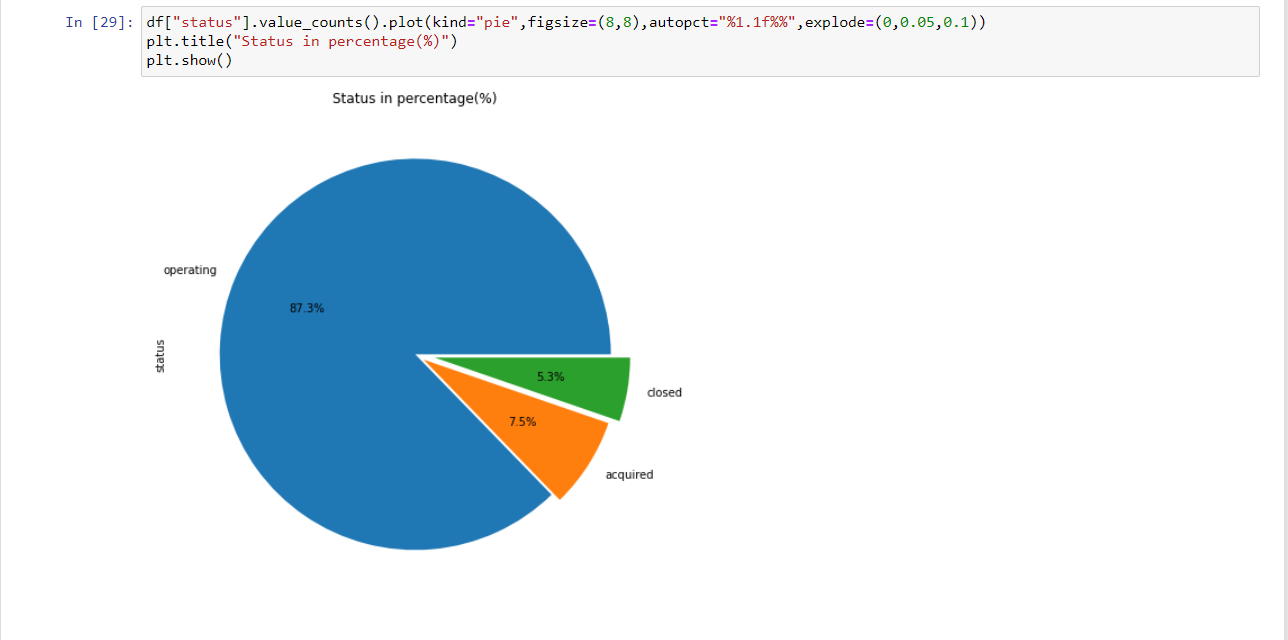 In [29]: df["status"].value_counts().plot(kind="pie",figsize=(8,8),autopct="%1.1f%%",explode=(0,0.05,0.1))
plt.title("Status in percentage(%)")
plt.show()
Status in percentage(%)
operating
87.3%
status
5.3%
closed
7.5%
acquired